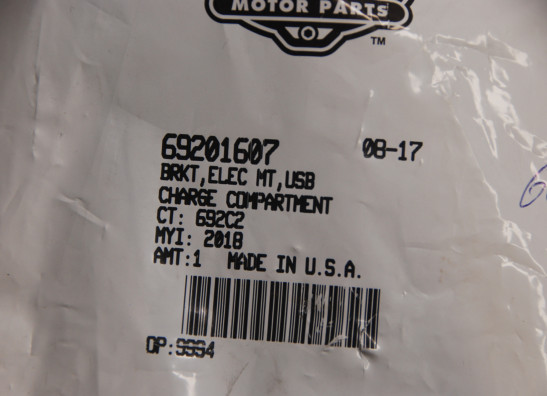 MOTOR PARTS
TM
69201607 08-17
BRKT,ELEC MT,USB
CHARGE COMPARTMENT
CT: 692C2
MYI: 2018
AMT:1 MADE IN U.S.A.
OP:9994